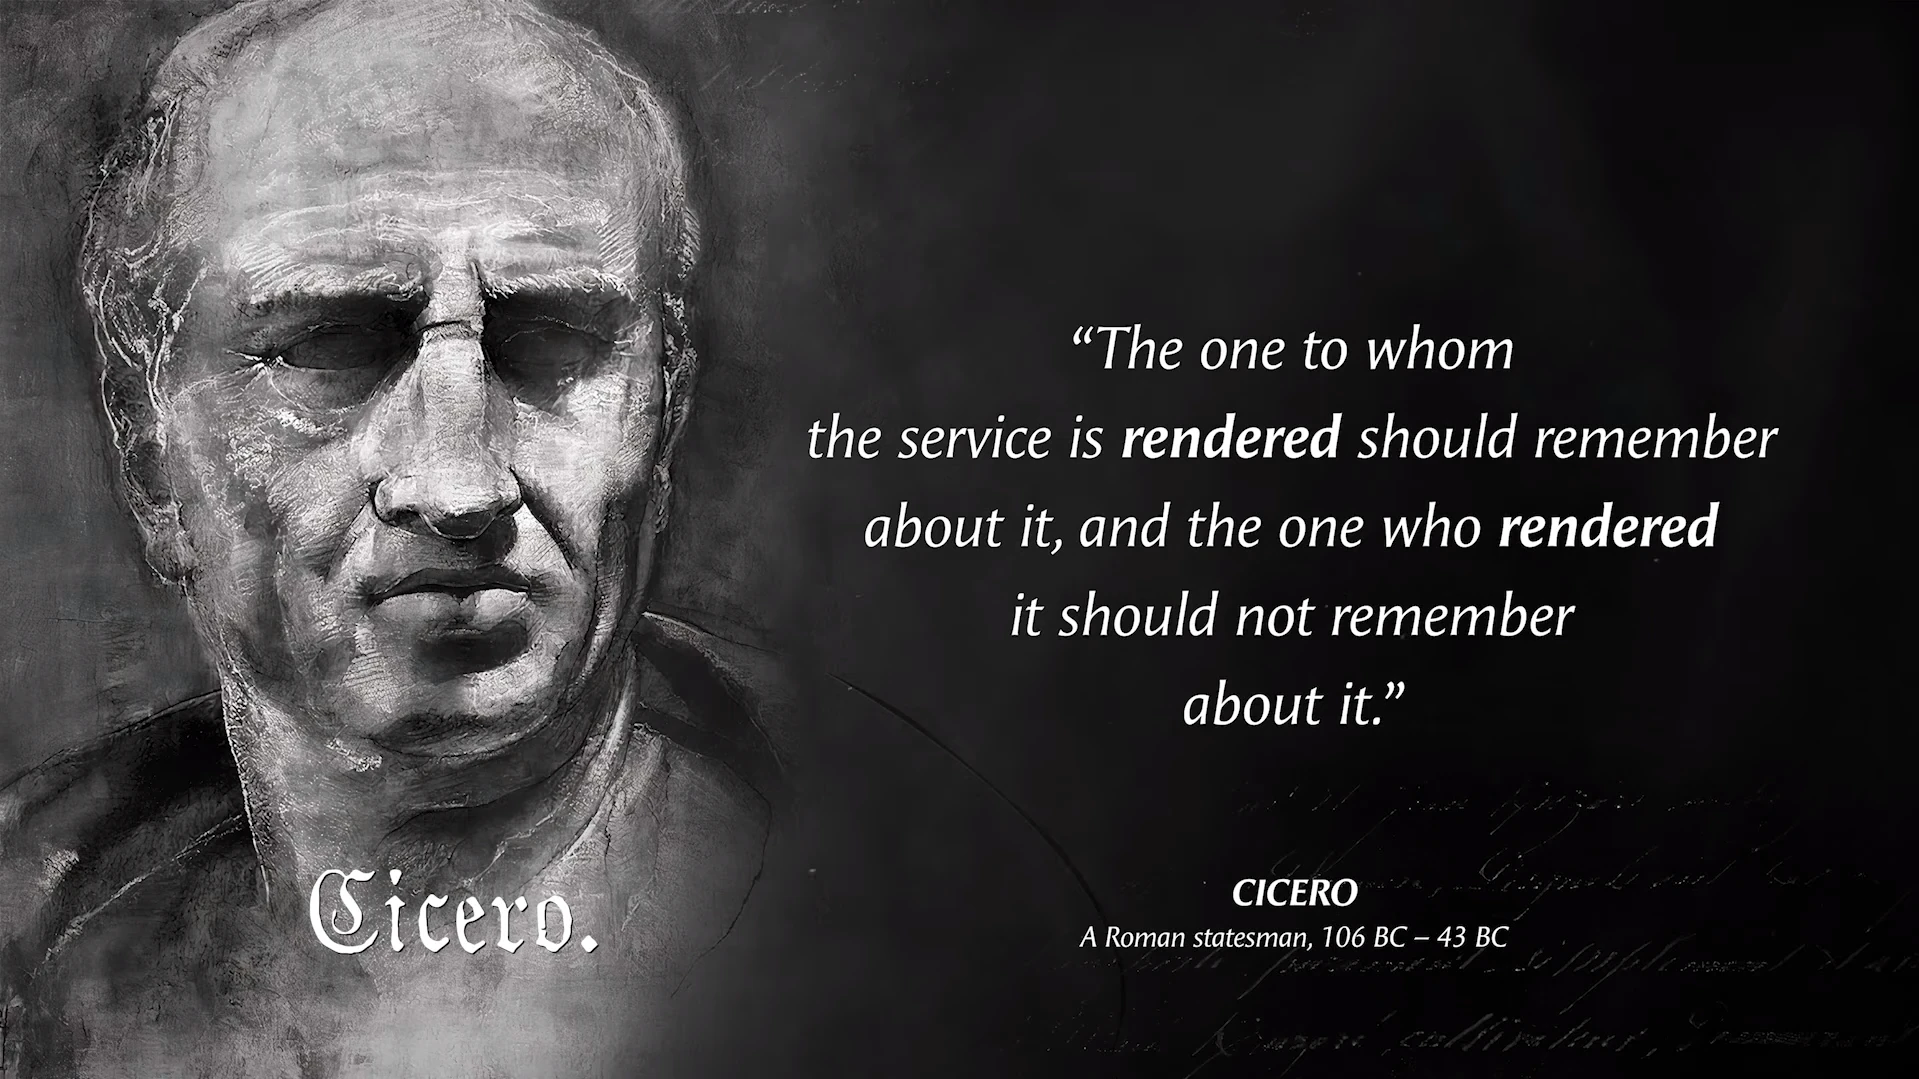 “The one to whom
the service is rendered should remember
about it, and the one who rendered
it should not remember
about it.”
CICERO
A Roman statesman, 106 BC – 43 BC
Cicero.